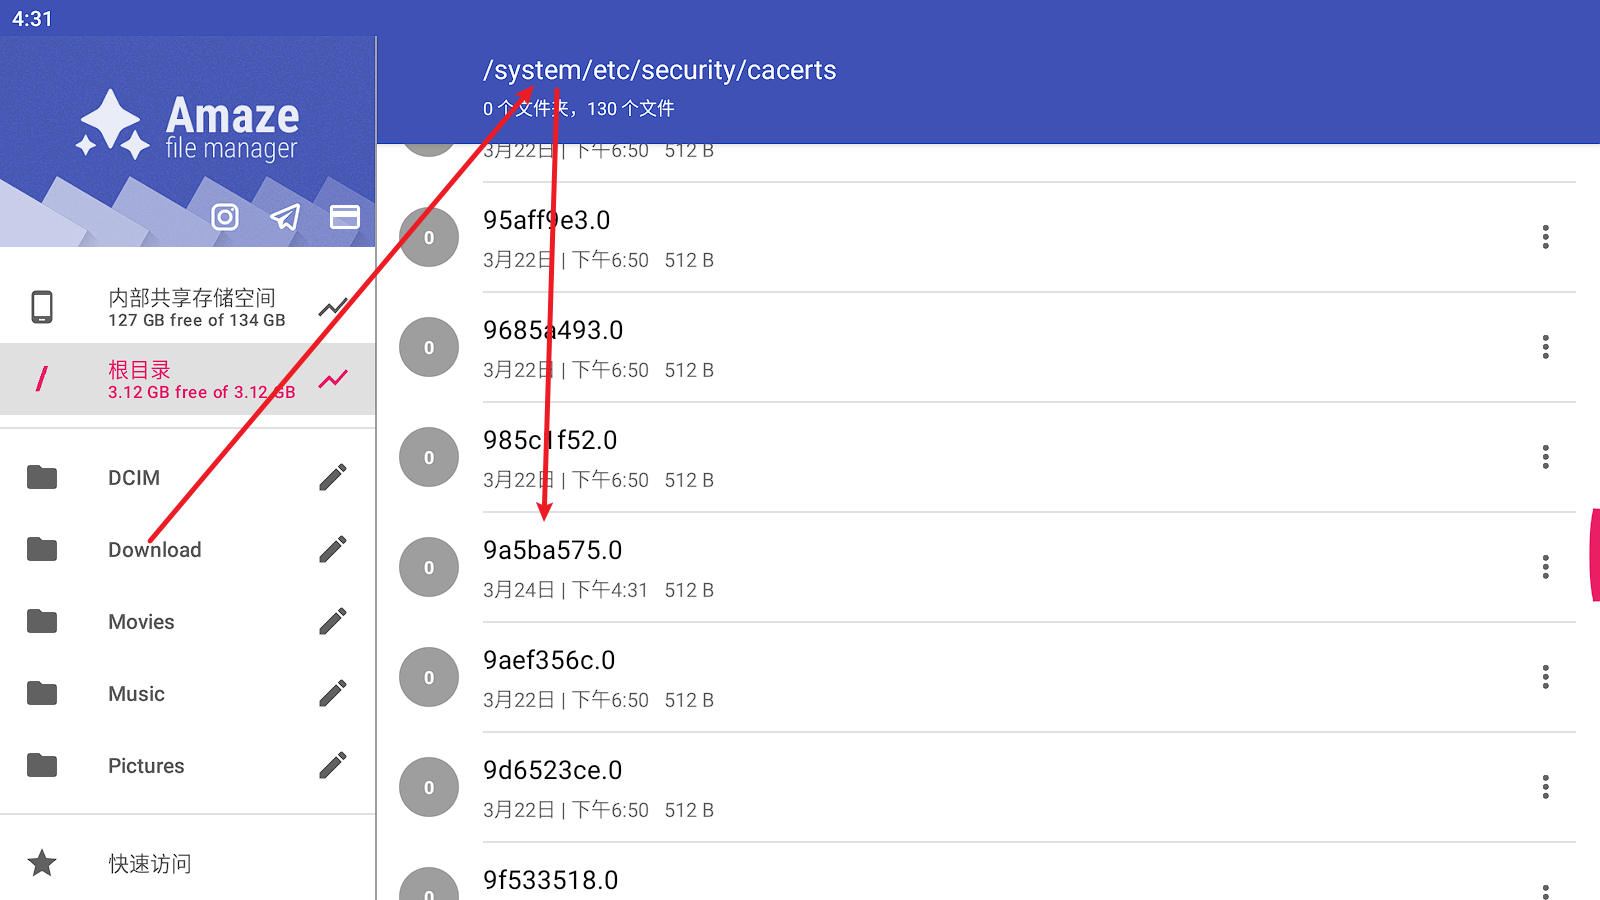 4:31
Amaze
file manager
内部共享存储空间
127 GB free of 134 GB
/
根目录
3.12 GB free of 3.12 GB
DCIM
Download
Movies
Music
Pictures
快速访问
/system/etc/security/cacerts
0 个文件夹，130 个文件
3月22日 | 下午6:50 512 B
0
95aff9e3.0
3月22日 | 下午6:50 512 B
0
9685a493.0
3月22日 | 下午6:50 512 B
0
985c1f52.0
3月22日 | 下午6:50 512 B
0
9a5ba575.0
3月24日 | 下午4:31 512 B
0
9aef356c.0
3月22日 | 下午6:50 512 B
0
9d6523ce.0
3月22日 | 下午6:50 512 B
0
9f533518.0